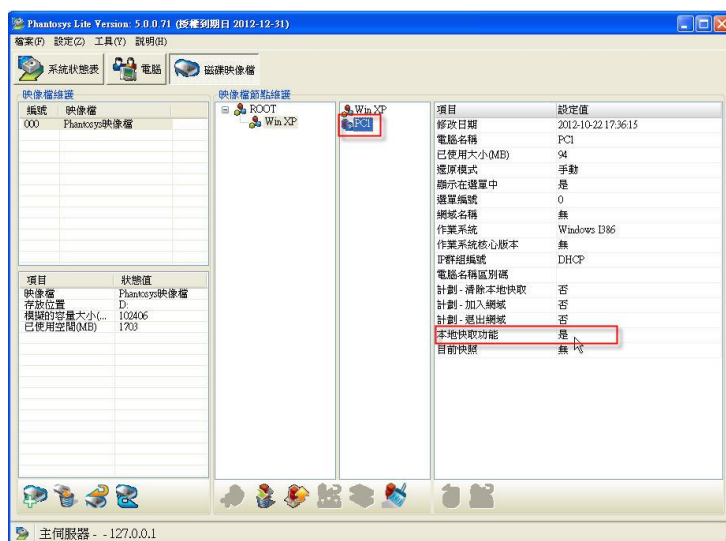 Phantosys Lite Version: 5.0.0.71 (授權到期日 2012-12-31)
檔案(F) 設定(Z) 工具(Y) 說明(H)
系統狀態表 電腦 磁碟映像檔
映像檔維護
編號 映像檔
000 Phantosys映像檔
項目 狀態值
映像檔 Phantosys映像檔
存放位置 D:
模擬的容量大小(... 102406
已使用空間(MB) 1703
映像檔節點維護
ROOT
Win XP
Win XP
PC1
項目 設定值
修改日期 2012-10-22 17:36:15
電腦名稱 PC1
已使用大小(MB) 94
還原模式 手動
顯示在選單中 是
選單編號 0
網域名稱 無
作業系統 Windows I386
作業系統核心版本 無
IP群組編號 DHCP
電腦名稱區別碼
計劃 - 清除本地快取 否
計劃 - 加入網域 否
計劃 - 退出網域 否
本地快取功能 是
目前快照 無
主伺服器 - - 127.0.0.1